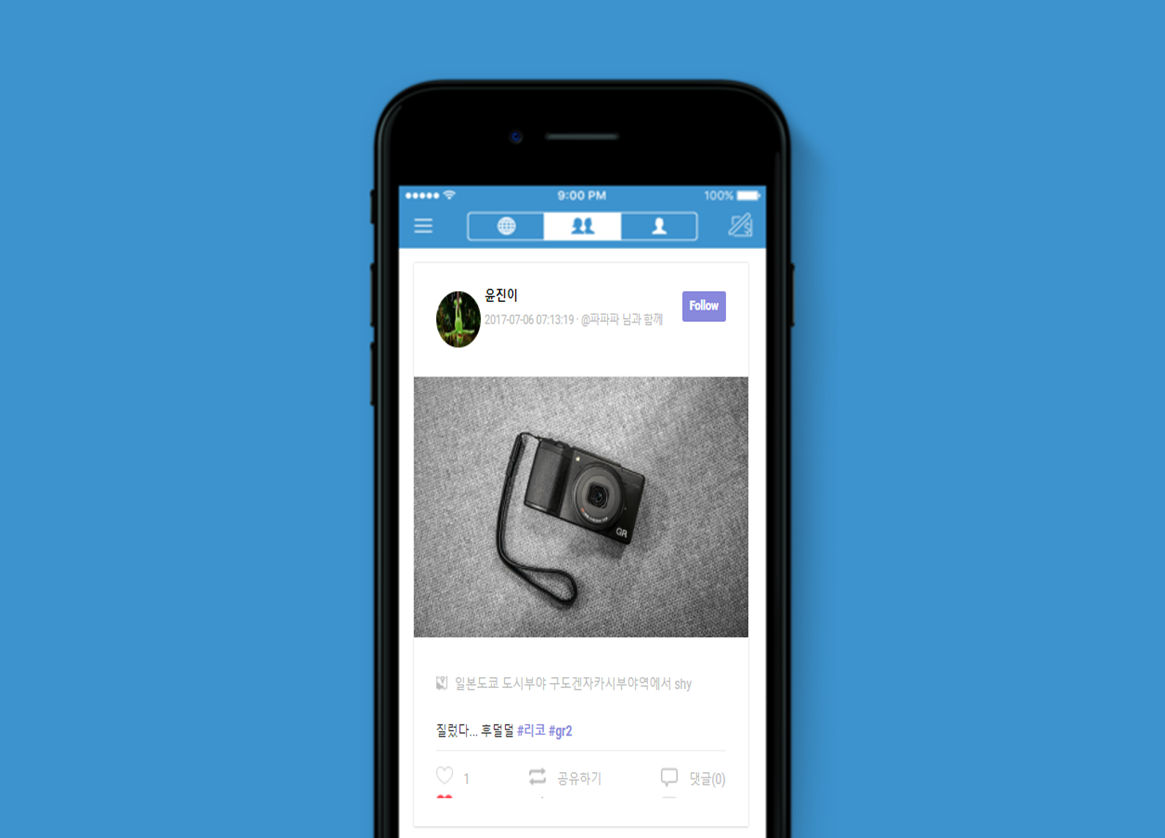 9:00 PM
100%
윤진이
Follow
2017-07-06 07:13:19 · @파파파 님과 함께
GR
일본도쿄 도시부야 구도겐자카시부야역에서 shy
질렀다... 후덜덜 #리코 #gr2
1
공유하기
댓글(0)